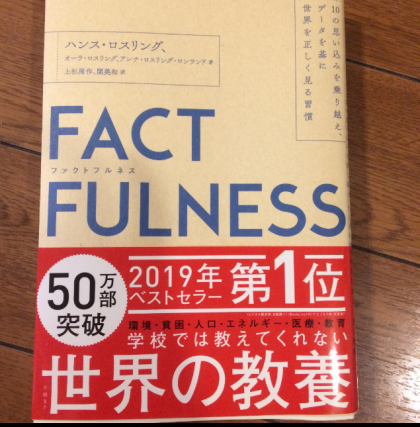 10の思い込みを乗り越え、
データを基に
世界を正しく見る習慣
ハンス・ロスリング、
オーラ・ロスリング、アンナ・ロスリング・ロンランド 著
上杉周作、関美和 訳
FACT
ファクトフルネス
FULNESS
50万部
突破
2019年
ベストセラー
第1位
環境・貧困・人口・エネルギー・医療・教育
学校では教えてくれない
世界の教養